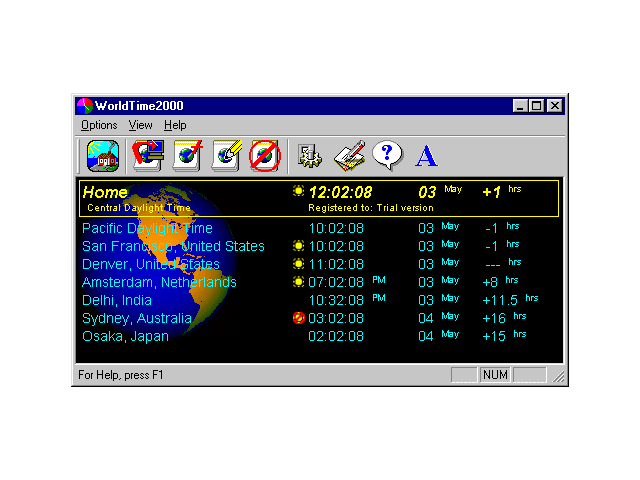 WorldTime2000
Options View Help
A
Home 12:02:08 03 May +1 hrs
Central Daylight Time Registered to: Trial version
Pacific Daylight Time 10:02:08 03 May -1 hrs
San Francisco, United States 10:02:08 03 May -1 hrs
Denver, United States 11:02:08 03 May --- hrs
Amsterdam, Netherlands 07:02:08 PM 03 May +8 hrs
Delhi, India 10:32:08 PM 03 May +11.5 hrs
Sydney, Australia 03:02:08 04 May +16 hrs
Osaka, Japan 02:02:08 04 May +15 hrs
For Help, press F1 NUM